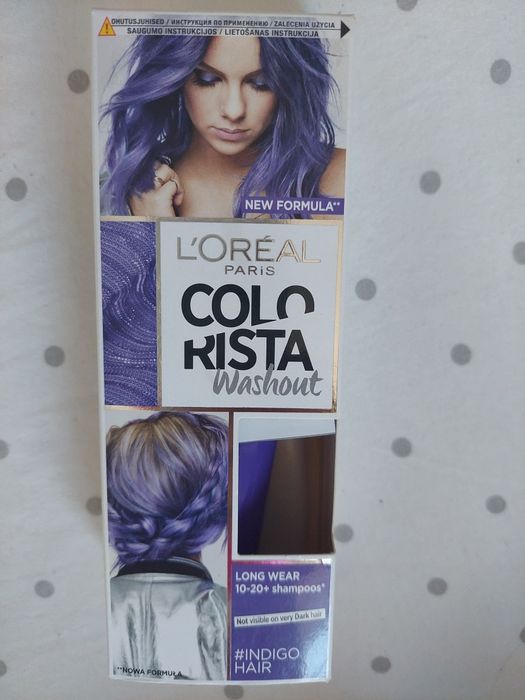 OHUTUSJUHISED / ИНСТРУКЦИЯ ПО ПРИМЕНЕНИЮ / ZALECENIA UŻYCIA
SAUGUMO INSTRUKCIJOS / LIETOŠANAS INSTRUKCIJA
NEW FORMULA**
L'ORÉAL
PARIS
COLO
RISTA
Washout
LONG WEAR
10-20+ shampoos*
Not visible on very Dark hair
#INDIGO
HAIR
**NOWA FORMUŁA